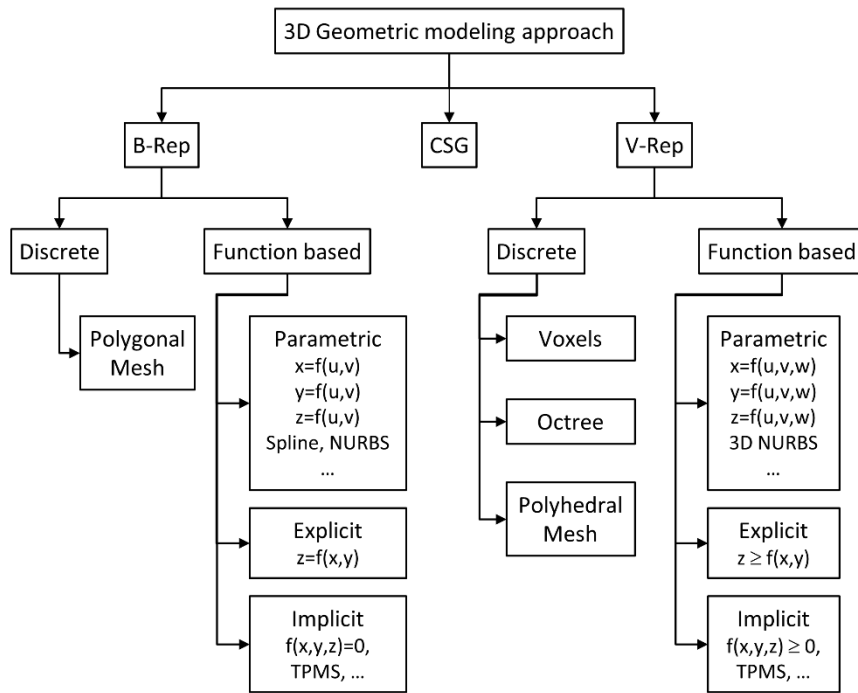 3D Geometric modeling approach
B-Rep
CSG
V-Rep
Discrete
Function based
Discrete
Function based
Polygonal
Mesh
Parametric
x=f(u,v)
y=f(u,v)
z=f(u,v)
Spline, NURBS
...
Explicit
z=f(x,y)
Implicit
f(x,y,z)=0,
TPMS, ...
Voxels
Octree
Polyhedral
Mesh
Parametric
x=f(u,v,w)
y=f(u,v,w)
z=f(u,v,w)
3D NURBS
...
Explicit
z ≥ f(x,y)
Implicit
f(x,y,z) ≥ 0,
TPMS, ...